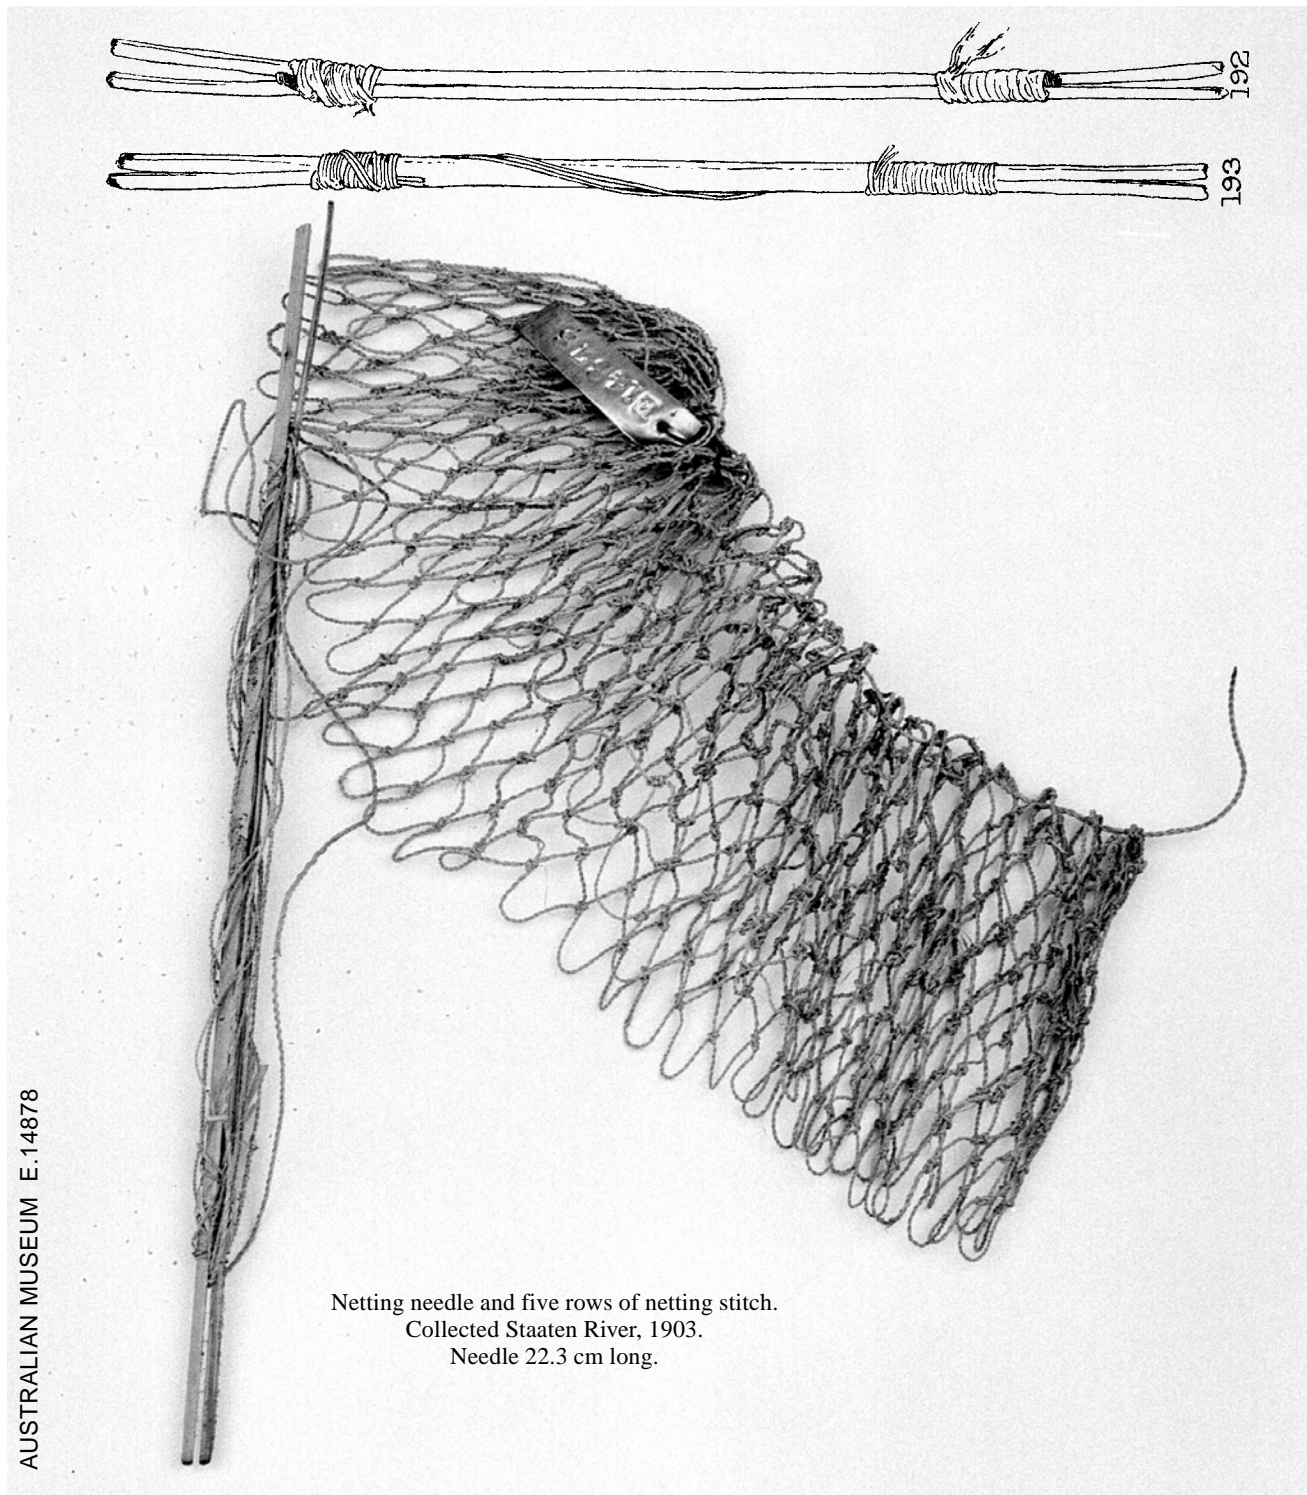 192
193
Netting needle and five rows of netting stitch.
Collected Staaten River, 1903.
Needle 22.3 cm long.
AUSTRALIAN MUSEUM E.14878